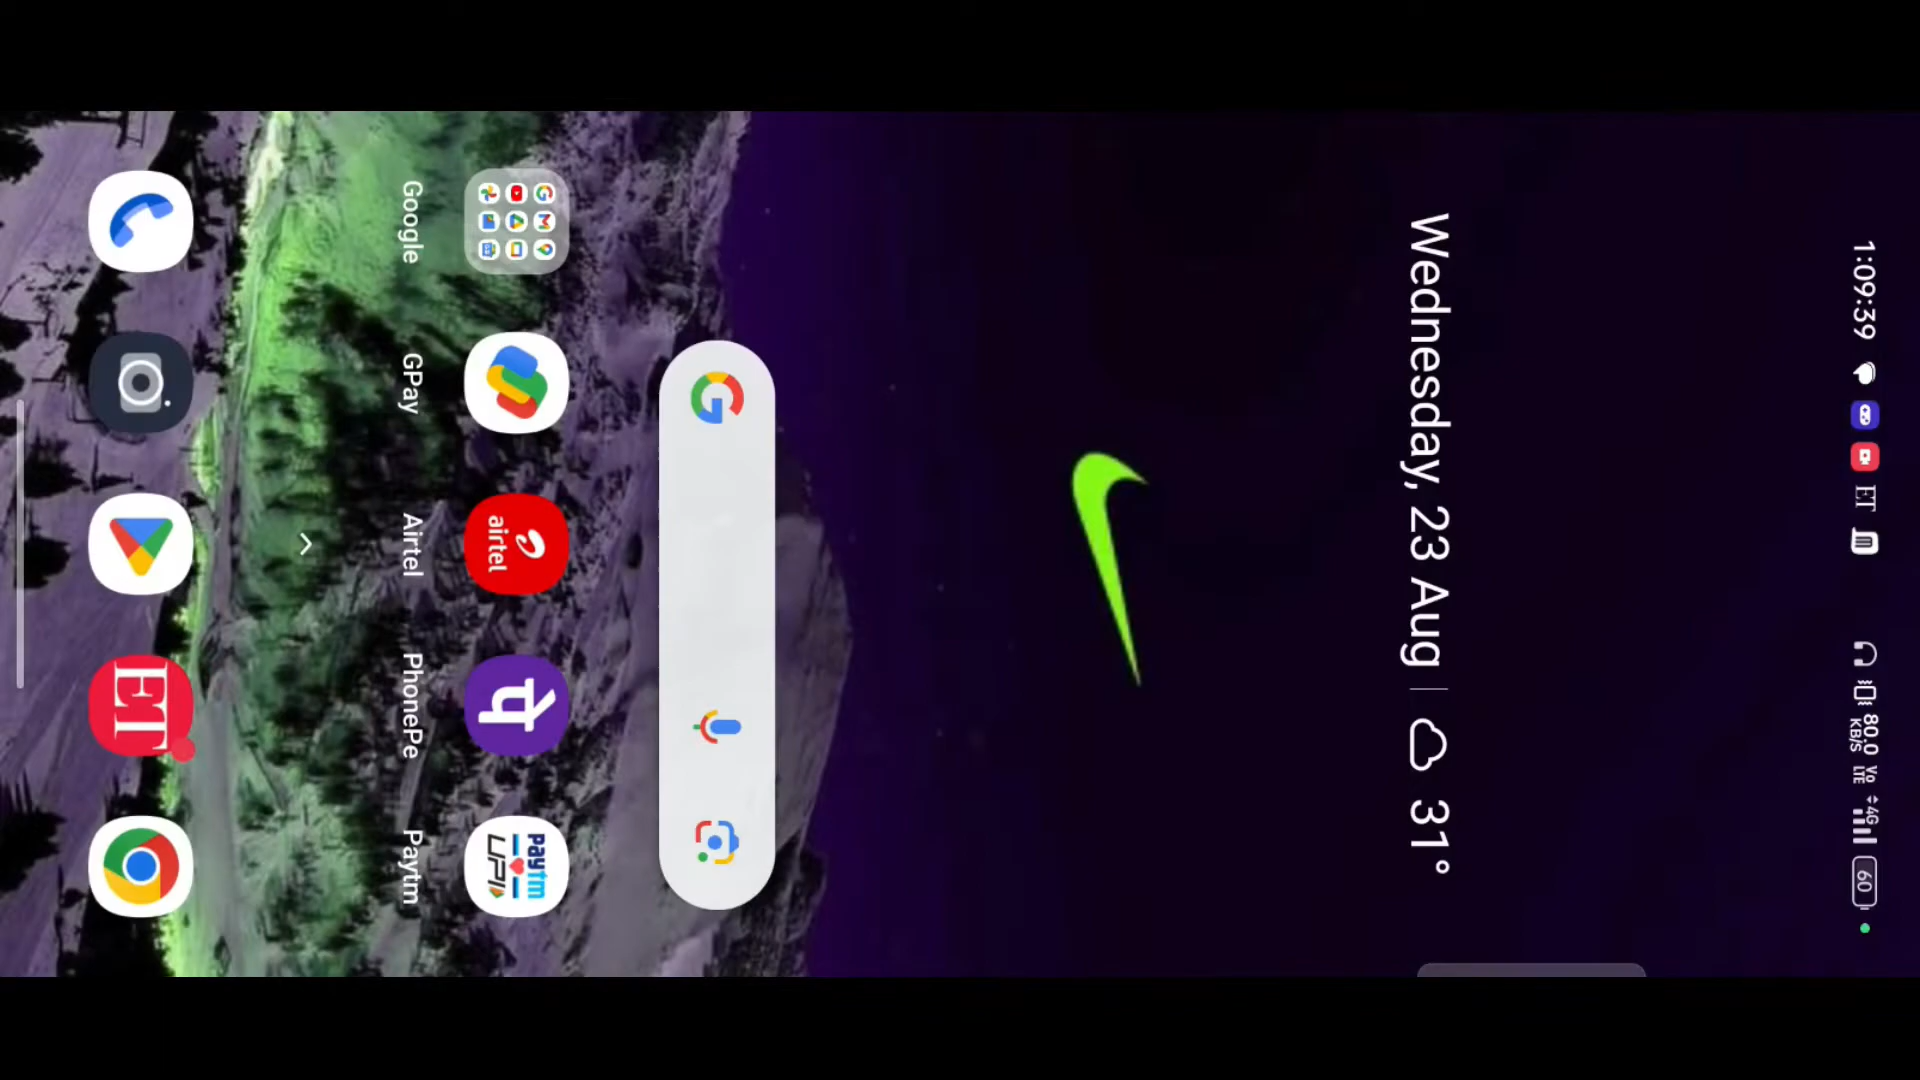 1:09:39 ET 80.0 KB/S Vo LTE 4G 60
Wednesday, 23 Aug | 31°
airtel
paytm
UPI
Google GPay Airtel PhonePe Paytm
ET